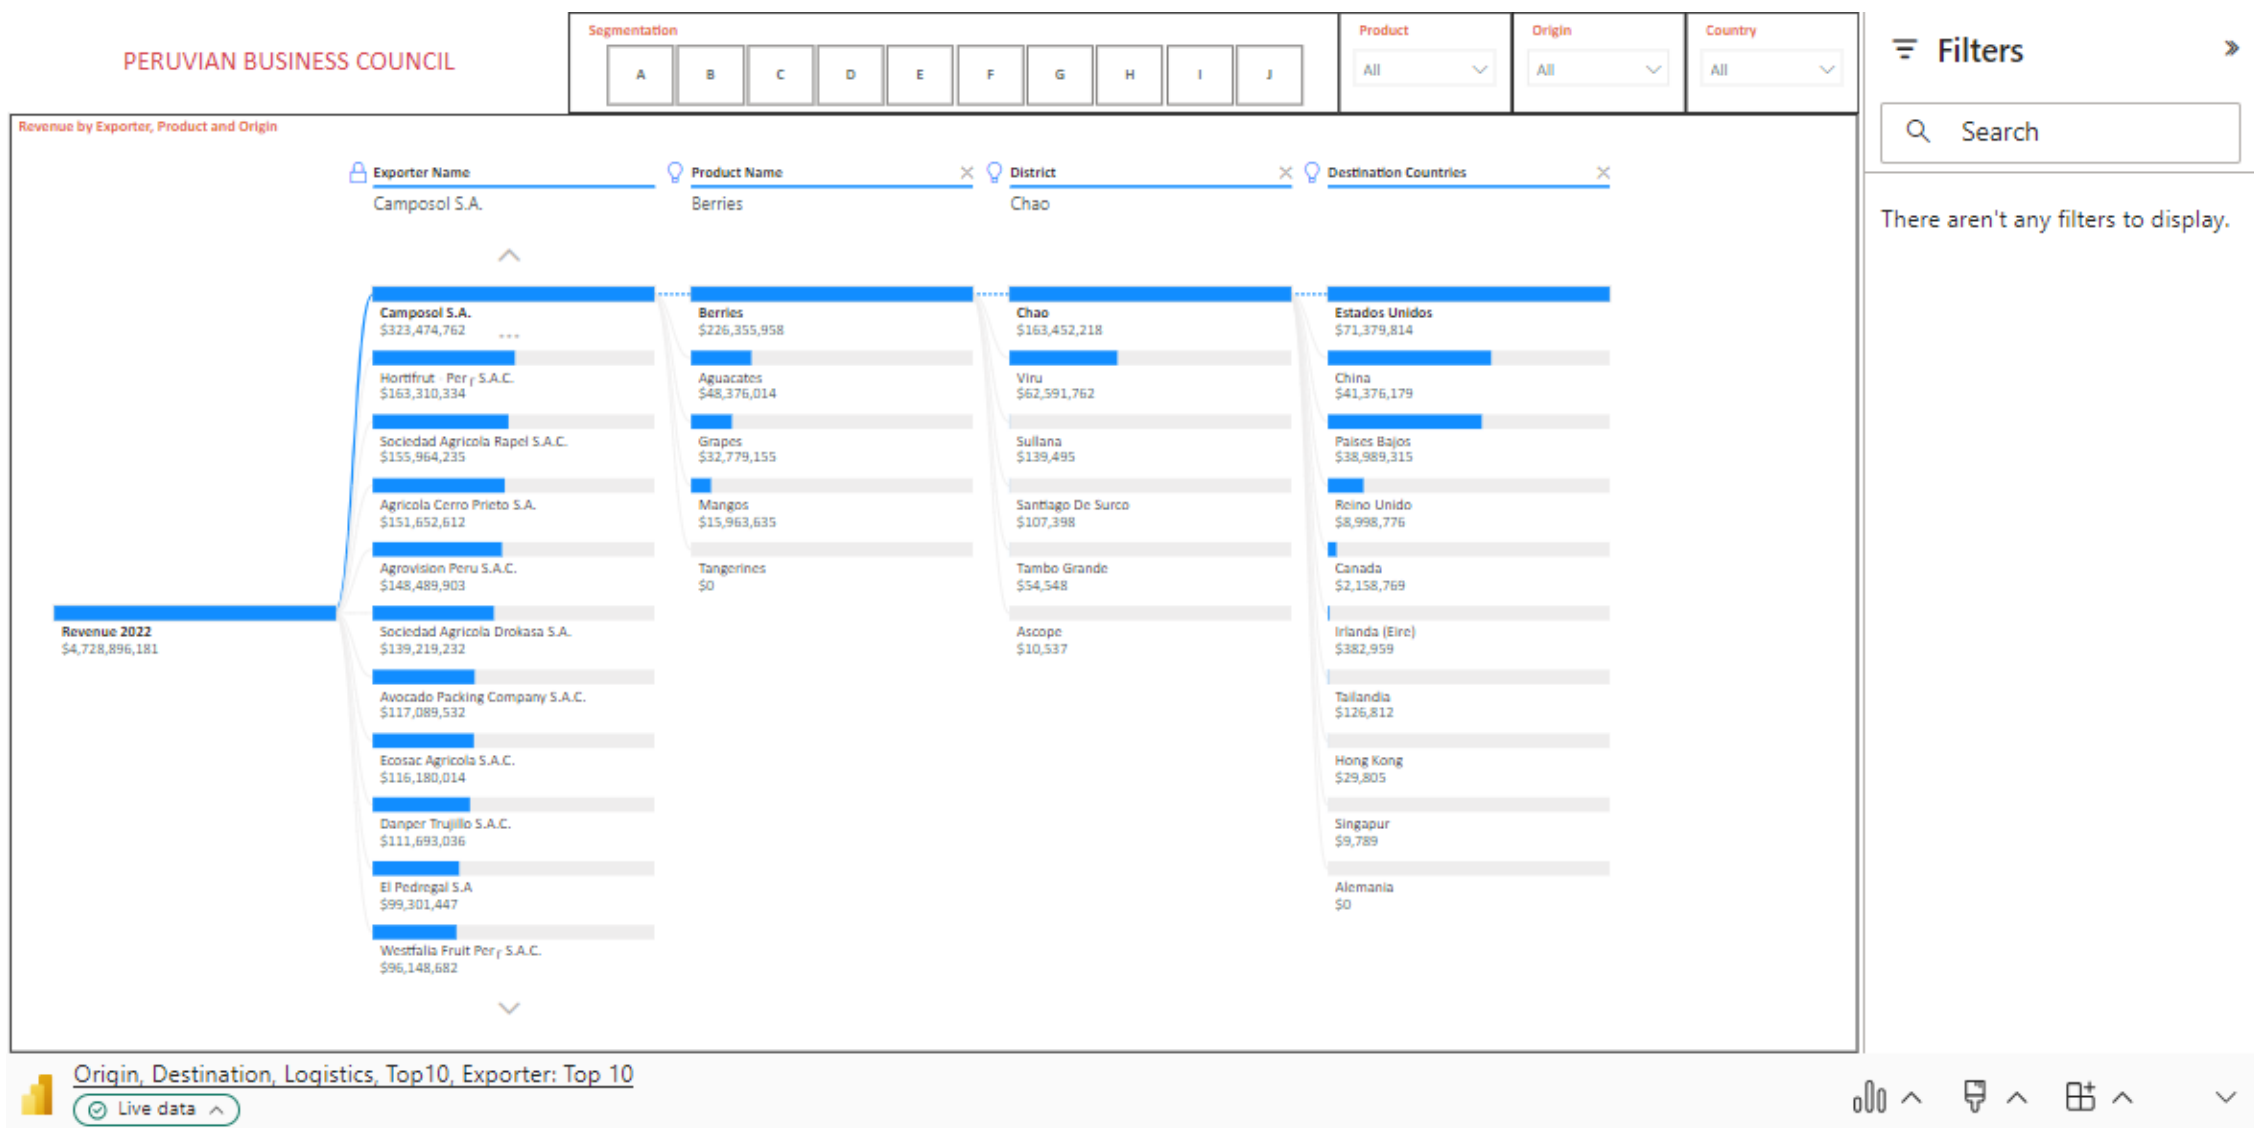 PERUVIAN BUSINESS COUNCIL
Segmentation
A B C D E F G H I J
Product
All
Origin
All
Country
All
Filters
Search
There aren't any filters to display.
Revenue by Exporter, Product and Origin
Exporter Name
Camposol S.A.
Product Name
Berries
District
Chao
Destination Countries
Revenue 2022
$4,728,896,181
Camposol S.A.
$323,474,762
Hortifrut - Per┌ S.A.C.
$163,310,334
Sociedad Agricola Rapel S.A.C.
$155,964,235
Agricola Cerro Prieto S.A.
$151,652,612
Agrovision Peru S.A.C.
$148,489,903
Sociedad Agricola Drokasa S.A.
$139,219,232
Avocado Packing Company S.A.C.
$117,089,532
Ecosac Agricola S.A.C.
$116,180,014
Danper Trujillo S.A.C.
$111,693,036
El Pedregal S.A
$99,301,447
Westfalia Fruit Per┌ S.A.C.
$96,148,682
Berries
$226,355,958
Aguacates
$48,376,014
Grapes
$32,779,155
Mangos
$15,963,635
Tangerines
$0
Chao
$163,452,218
Viru
$62,591,762
Sullana
$139,495
Santiago De Surco
$107,398
Tambo Grande
$54,548
Ascope
$10,537
Estados Unidos
$71,379,814
China
$41,376,179
Paises Bajos
$38,989,315
Reino Unido
$8,998,776
Canada
$2,158,769
Irlanda (Eire)
$382,959
Tailandia
$126,812
Hong Kong
$29,805
Singapur
$9,789
Alemania
$0
Origin, Destination, Logistics, Top10, Exporter: Top 10
Live data